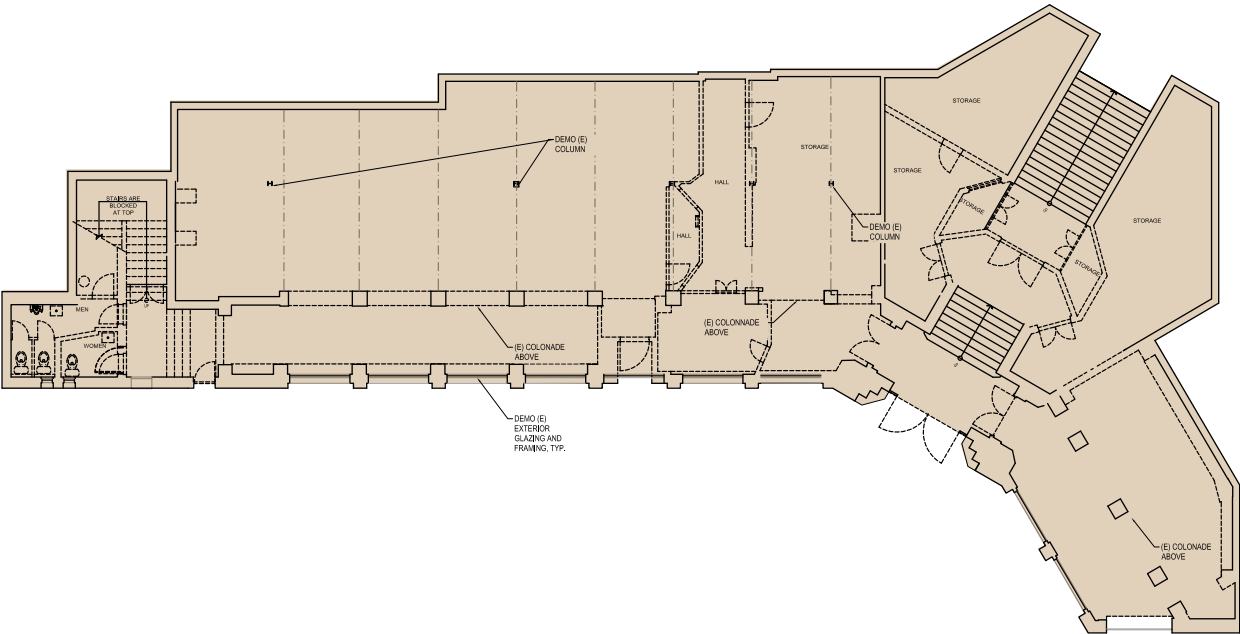 STORAGE
DEMO (E)
COLUMN
STORAGE
STORAGE
HALL
STAIRS ARE
BLOCKED
AT TOP
STORAGE
STORAGE
HALL
DEMO (E)
COLUMN
STORAGE
UP
MEN
(E) COLONNADE
ABOVE
WOMEN
(E) COLONADE
ABOVE
DEMO (E)
EXTERIOR
GLAZING AND
FRAMING, TYP.
(E) COLONADE
ABOVE